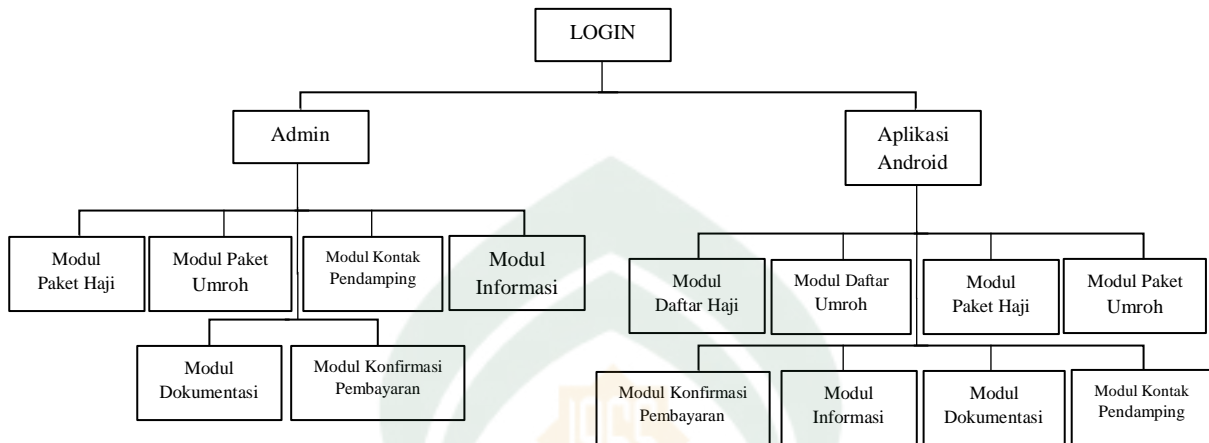 LOGIN
Admin
Aplikasi
Android
Modul
Paket Haji
Modul Paket
Umroh
Modul Kontak
Pendamping
Modul
Informasi
Modul
Dokumentasi
Modul Konfirmasi
Pembayaran
Modul
Daftar Haji
Modul Daftar
Umroh
Modul
Paket Haji
Modul Paket
Umroh
Modul Konfirmasi
Pembayaran
Modul
Informasi
Modul
Dokumentasi
Modul Kontak
Pendamping